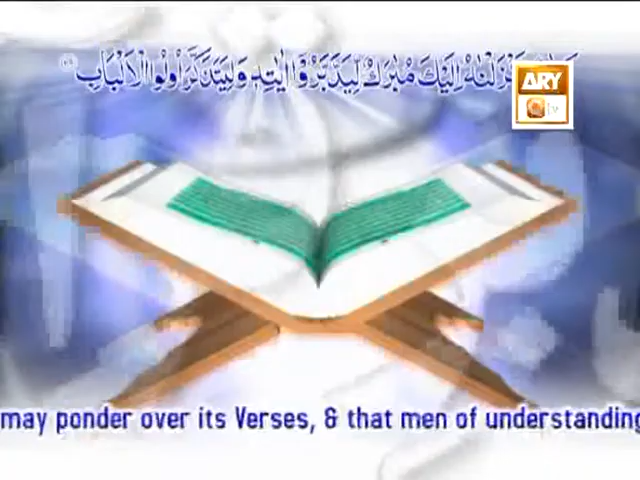 أَنزَلْنَٰهُ إِلَيْكَ مُبَٰرَكٌ لِّيَدَّبَّرُوٓا۟ ءَايَٰتِهِۦ وَلِيَتَذَكَّرَ أُو۟لُوا۟ ٱلْأَلْبَٰبِ
ARY
may ponder over its Verses, & that men of understanding